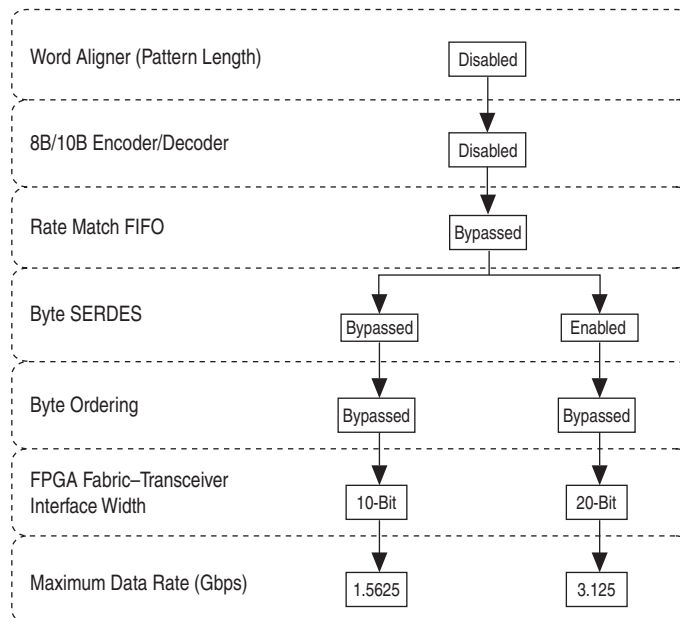 Word Aligner (Pattern Length)
Disabled
8B/10B Encoder/Decoder
Disabled
Rate Match FIFO
Bypassed
Byte SERDES
Bypassed
Enabled
Byte Ordering
Bypassed
Bypassed
FPGA Fabric–Transceiver
Interface Width
10-Bit
20-Bit
Maximum Data Rate (Gbps)
1.5625
3.125